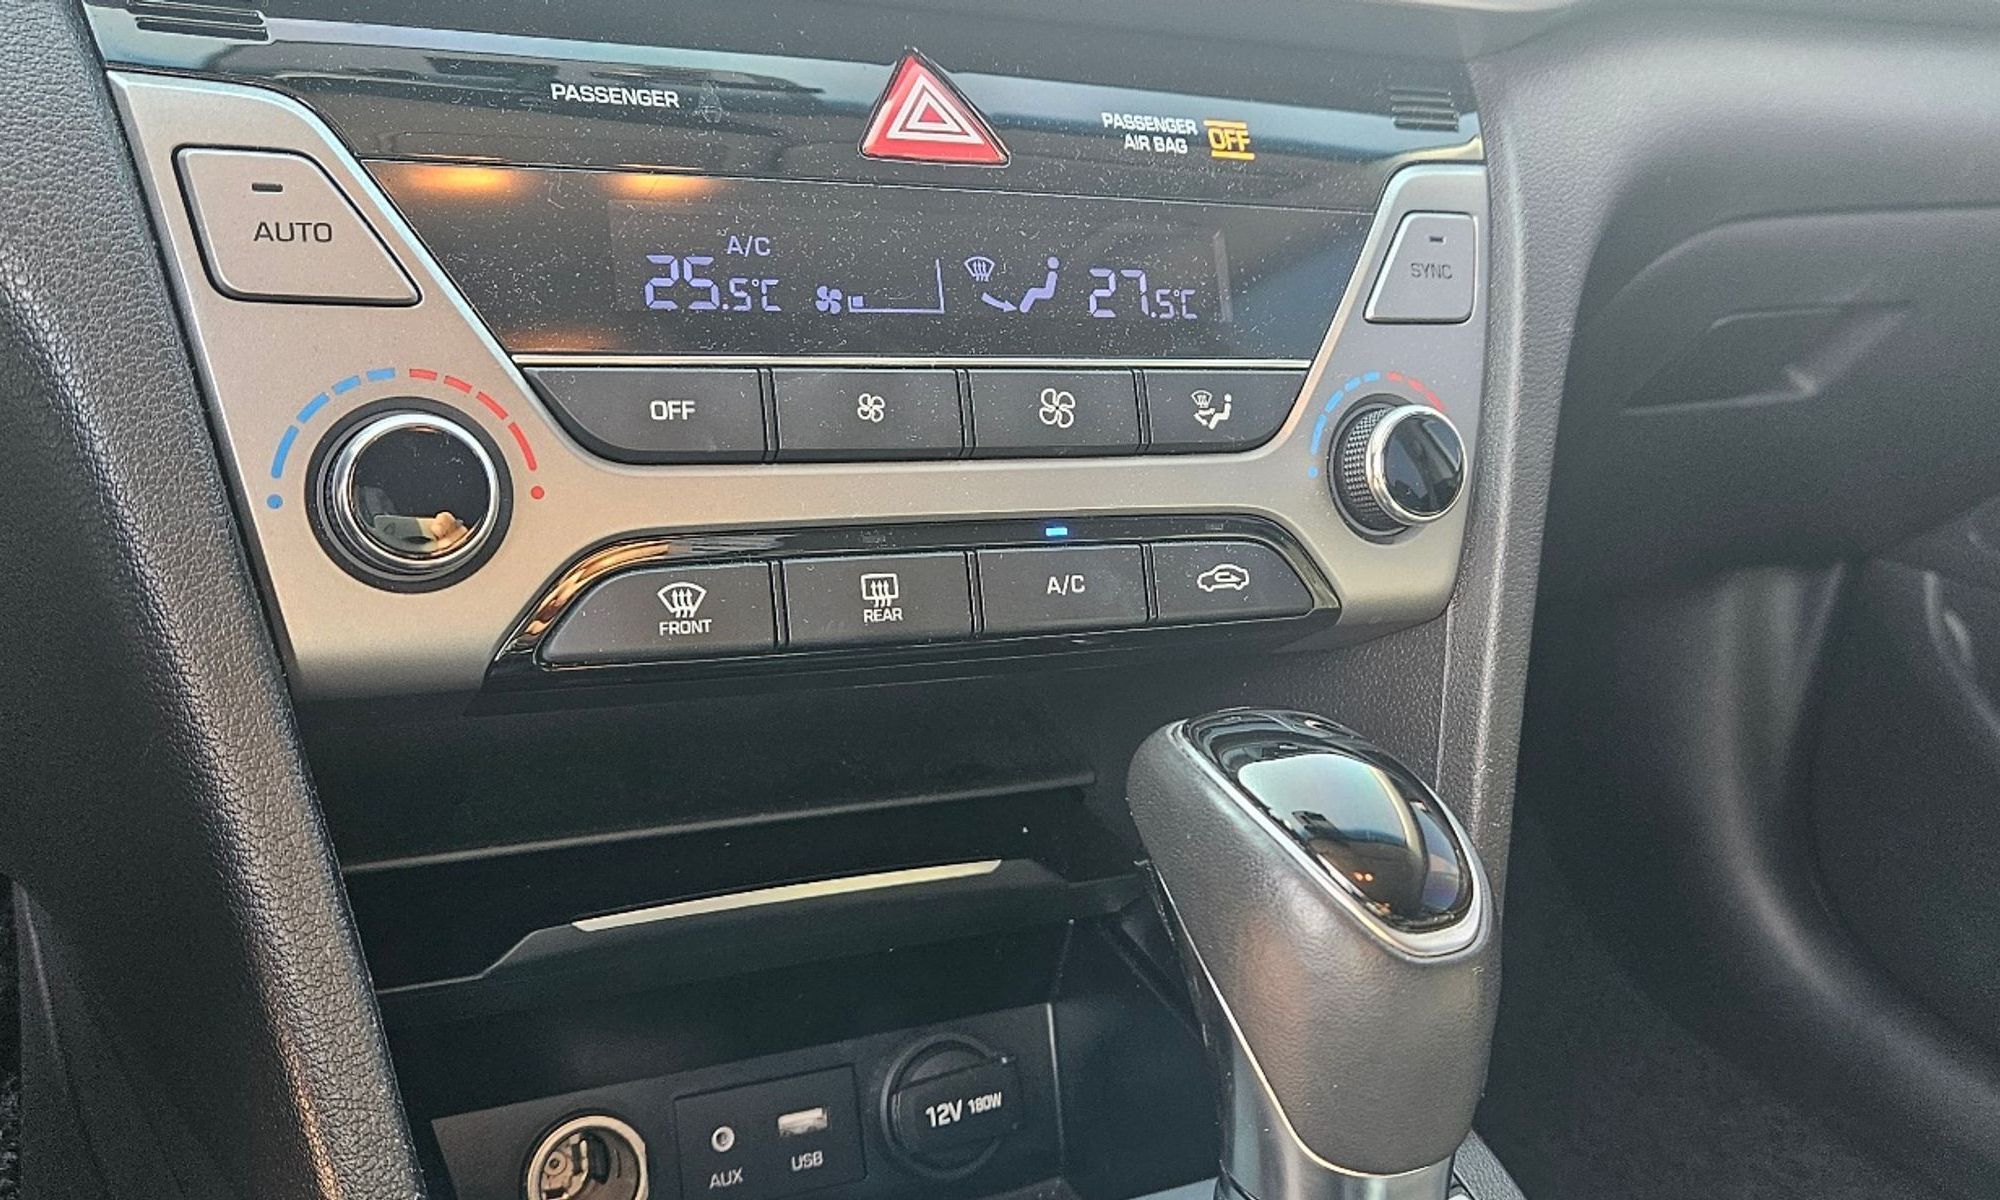 PASSENGER
PASSENGER
AIR BAG
OFF
AUTO
A/C
25.5°C
27.5°C
SYNC
OFF
FRONT
REAR
A/C
12V 180W
AUX
USB